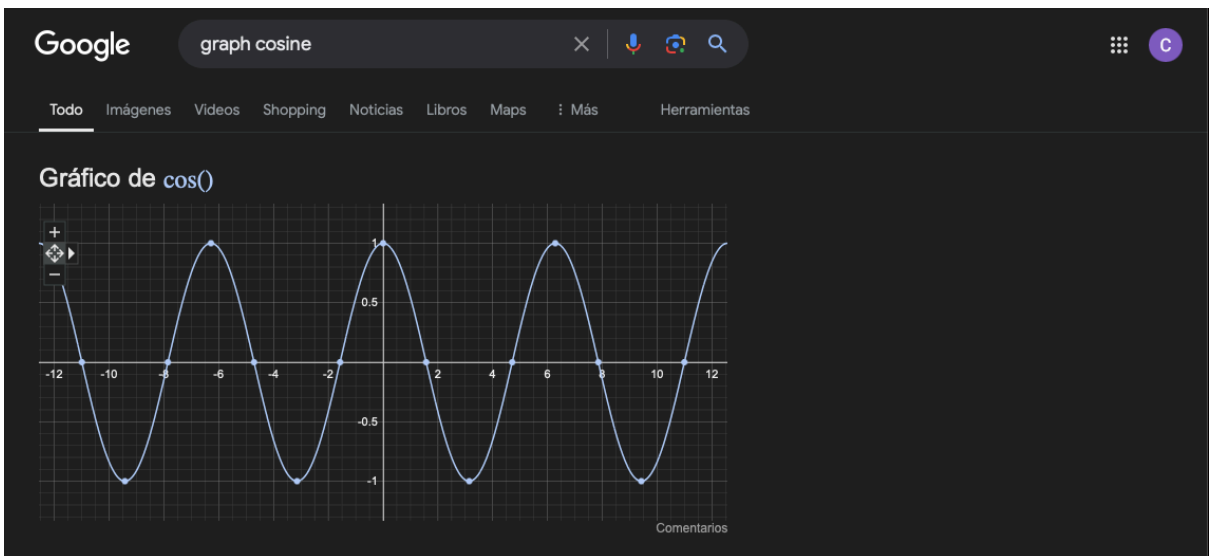 Google graph cosine C
Todo Imágenes Videos Shopping Noticias Libros Maps Más Herramientas
Gráfico de cos()
1
0.5
-12 -10 -8 -6 -4 -2 2 4 6 8 10 12
-0.5
-1
Comentarios